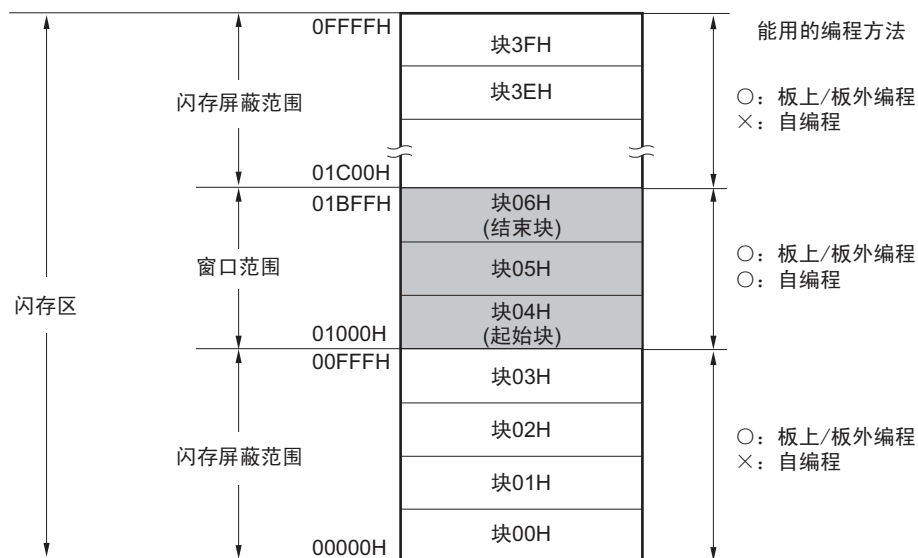 0FFFFH
能用的编程方法
块3FH
块3EH
闪存屏蔽范围
○：板上/板外编程
×：自编程
01C00H
01BFFH
块06H
(结束块)
窗口范围
块05H
○：板上/板外编程
○：自编程
闪存区
块04H
(起始块)
01000H
00FFFH
块03H
块02H
闪存屏蔽范围
○：板上/板外编程
×：自编程
块01H
块00H
00000H